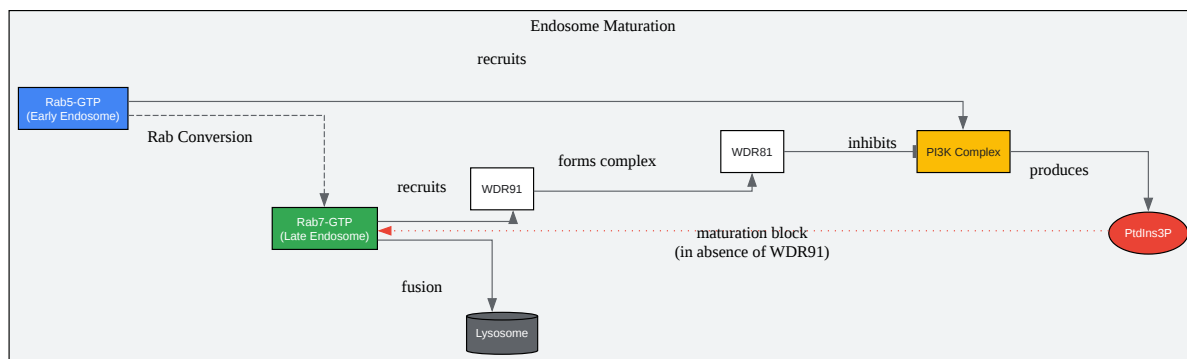 Endosome Maturation
recruits
Rab5-GTP
(Early Endosome)
Rab Conversion
WDR81
inhibits
PI3K Complex
forms complex
produces
recruits
WDR91
Rab7-GTP
(Late Endosome)
maturation block
(in absence of WDR91)
PtdIns3P
fusion
Lysosome